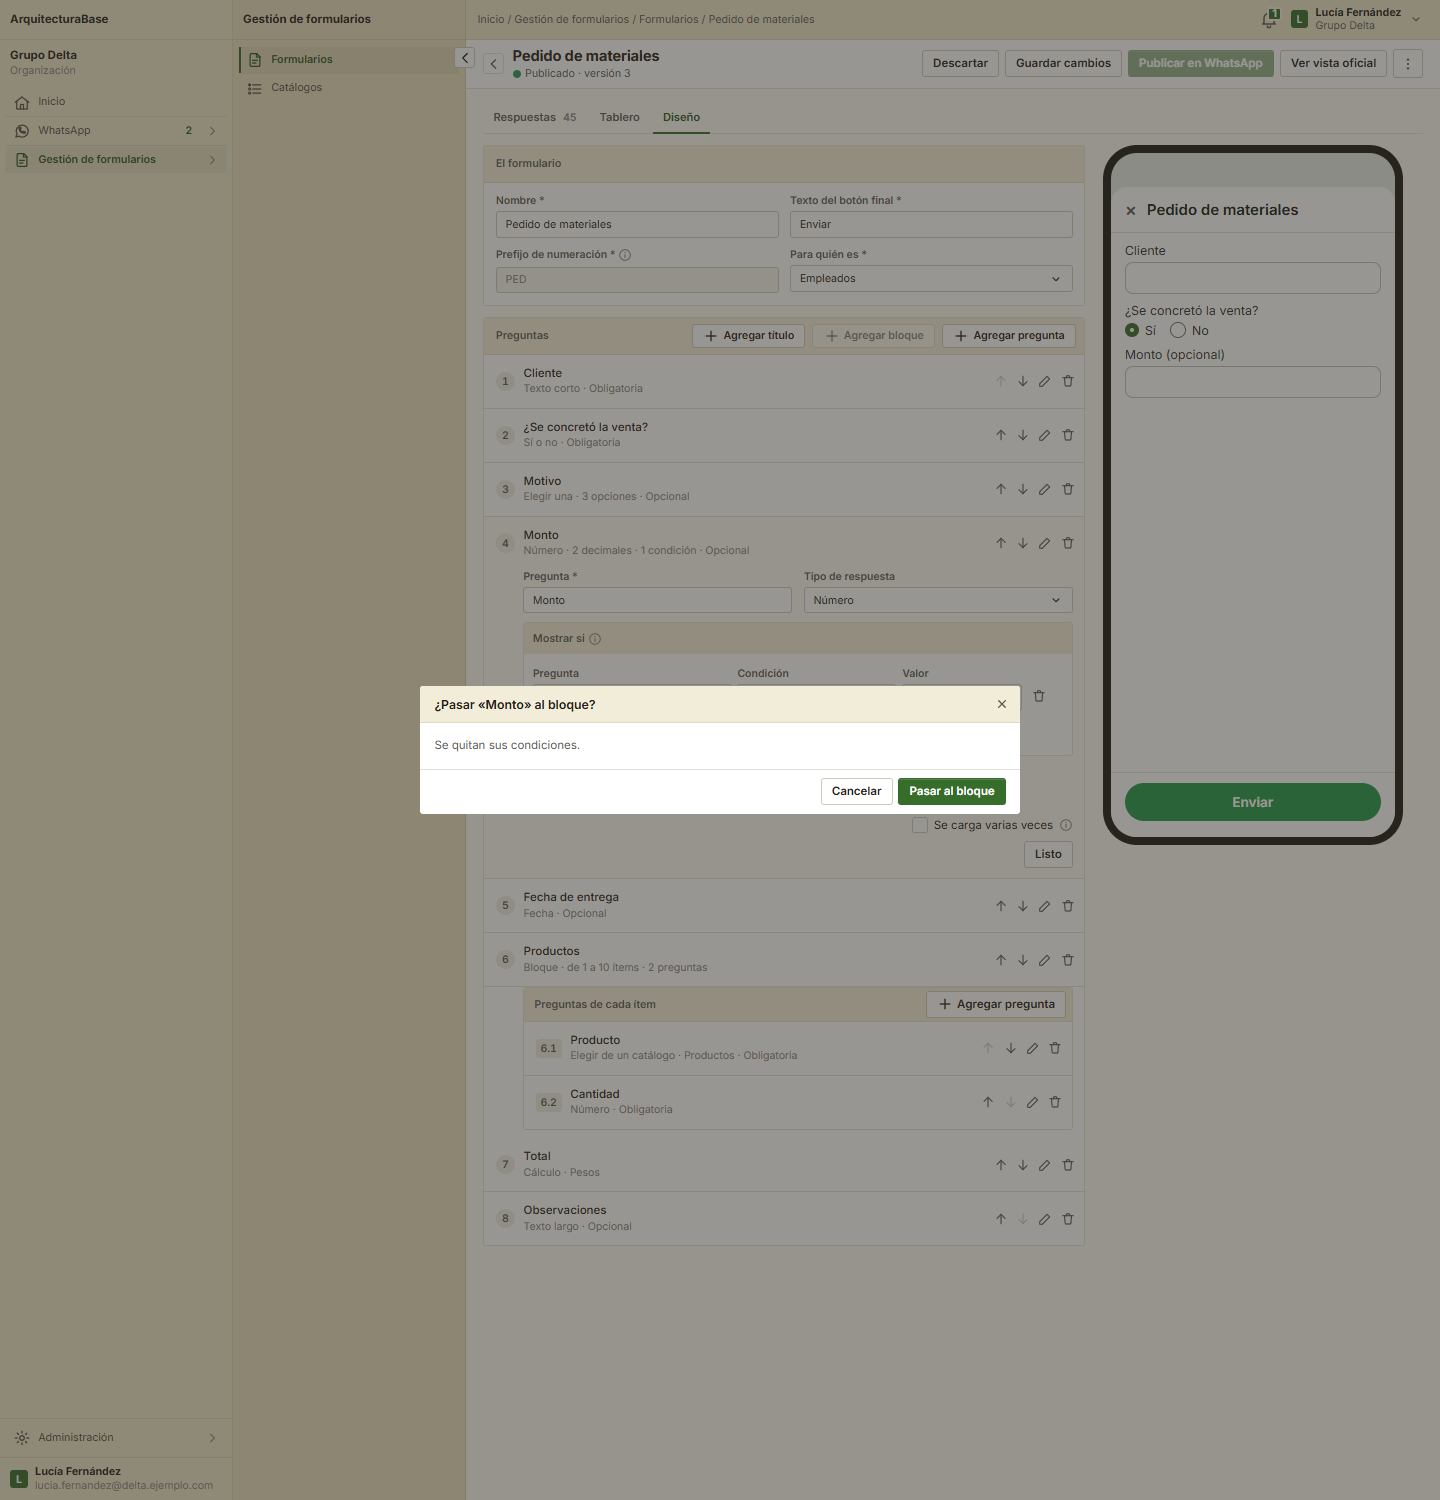 ArquitecturaBase
Grupo Delta
Organización
Inicio
WhatsApp 2
Gestión de formularios
Administración
L Lucía Fernández
lucia.fernandez@delta.ejemplo.com
Gestión de formularios
Formularios
Catálogos
Inicio / Gestión de formularios / Formularios / Pedido de materiales
1
L Lucía Fernández
Grupo Delta
Pedido de materiales
Publicado · versión 3
Descartar
Guardar cambios
Publicar en WhatsApp
Ver vista oficial
Respuestas 45 Tablero Diseño
El formulario
Nombre * Texto del botón final *
Pedido de materiales Enviar
Prefijo de numeración * Para quién es *
PED Empleados
Preguntas Agregar título Agregar bloque Agregar pregunta
1 Cliente
Texto corto · Obligatoria
2 ¿Se concretó la venta?
Sí o no · Obligatoria
3 Motivo
Elegir una · 3 opciones · Opcional
4 Monto
Número · 2 decimales · 1 condición · Opcional
Pregunta * Tipo de respuesta
Monto Número
Mostrar si
Pregunta Condición Valor
¿Pasar «Monto» al bloque?
Se quitan sus condiciones.
Cancelar Pasar al bloque
Se carga varias veces
Listo
5 Fecha de entrega
Fecha · Opcional
6 Productos
Bloque · de 1 a 10 ítems · 2 preguntas
Preguntas de cada ítem Agregar pregunta
6.1 Producto
Elegir de un catálogo · Productos · Obligatoria
6.2 Cantidad
Número · Obligatoria
7 Total
Cálculo · Pesos
8 Observaciones
Texto largo · Opcional
Pedido de materiales
Cliente
¿Se concretó la venta?
Sí No
Monto (opcional)
Enviar